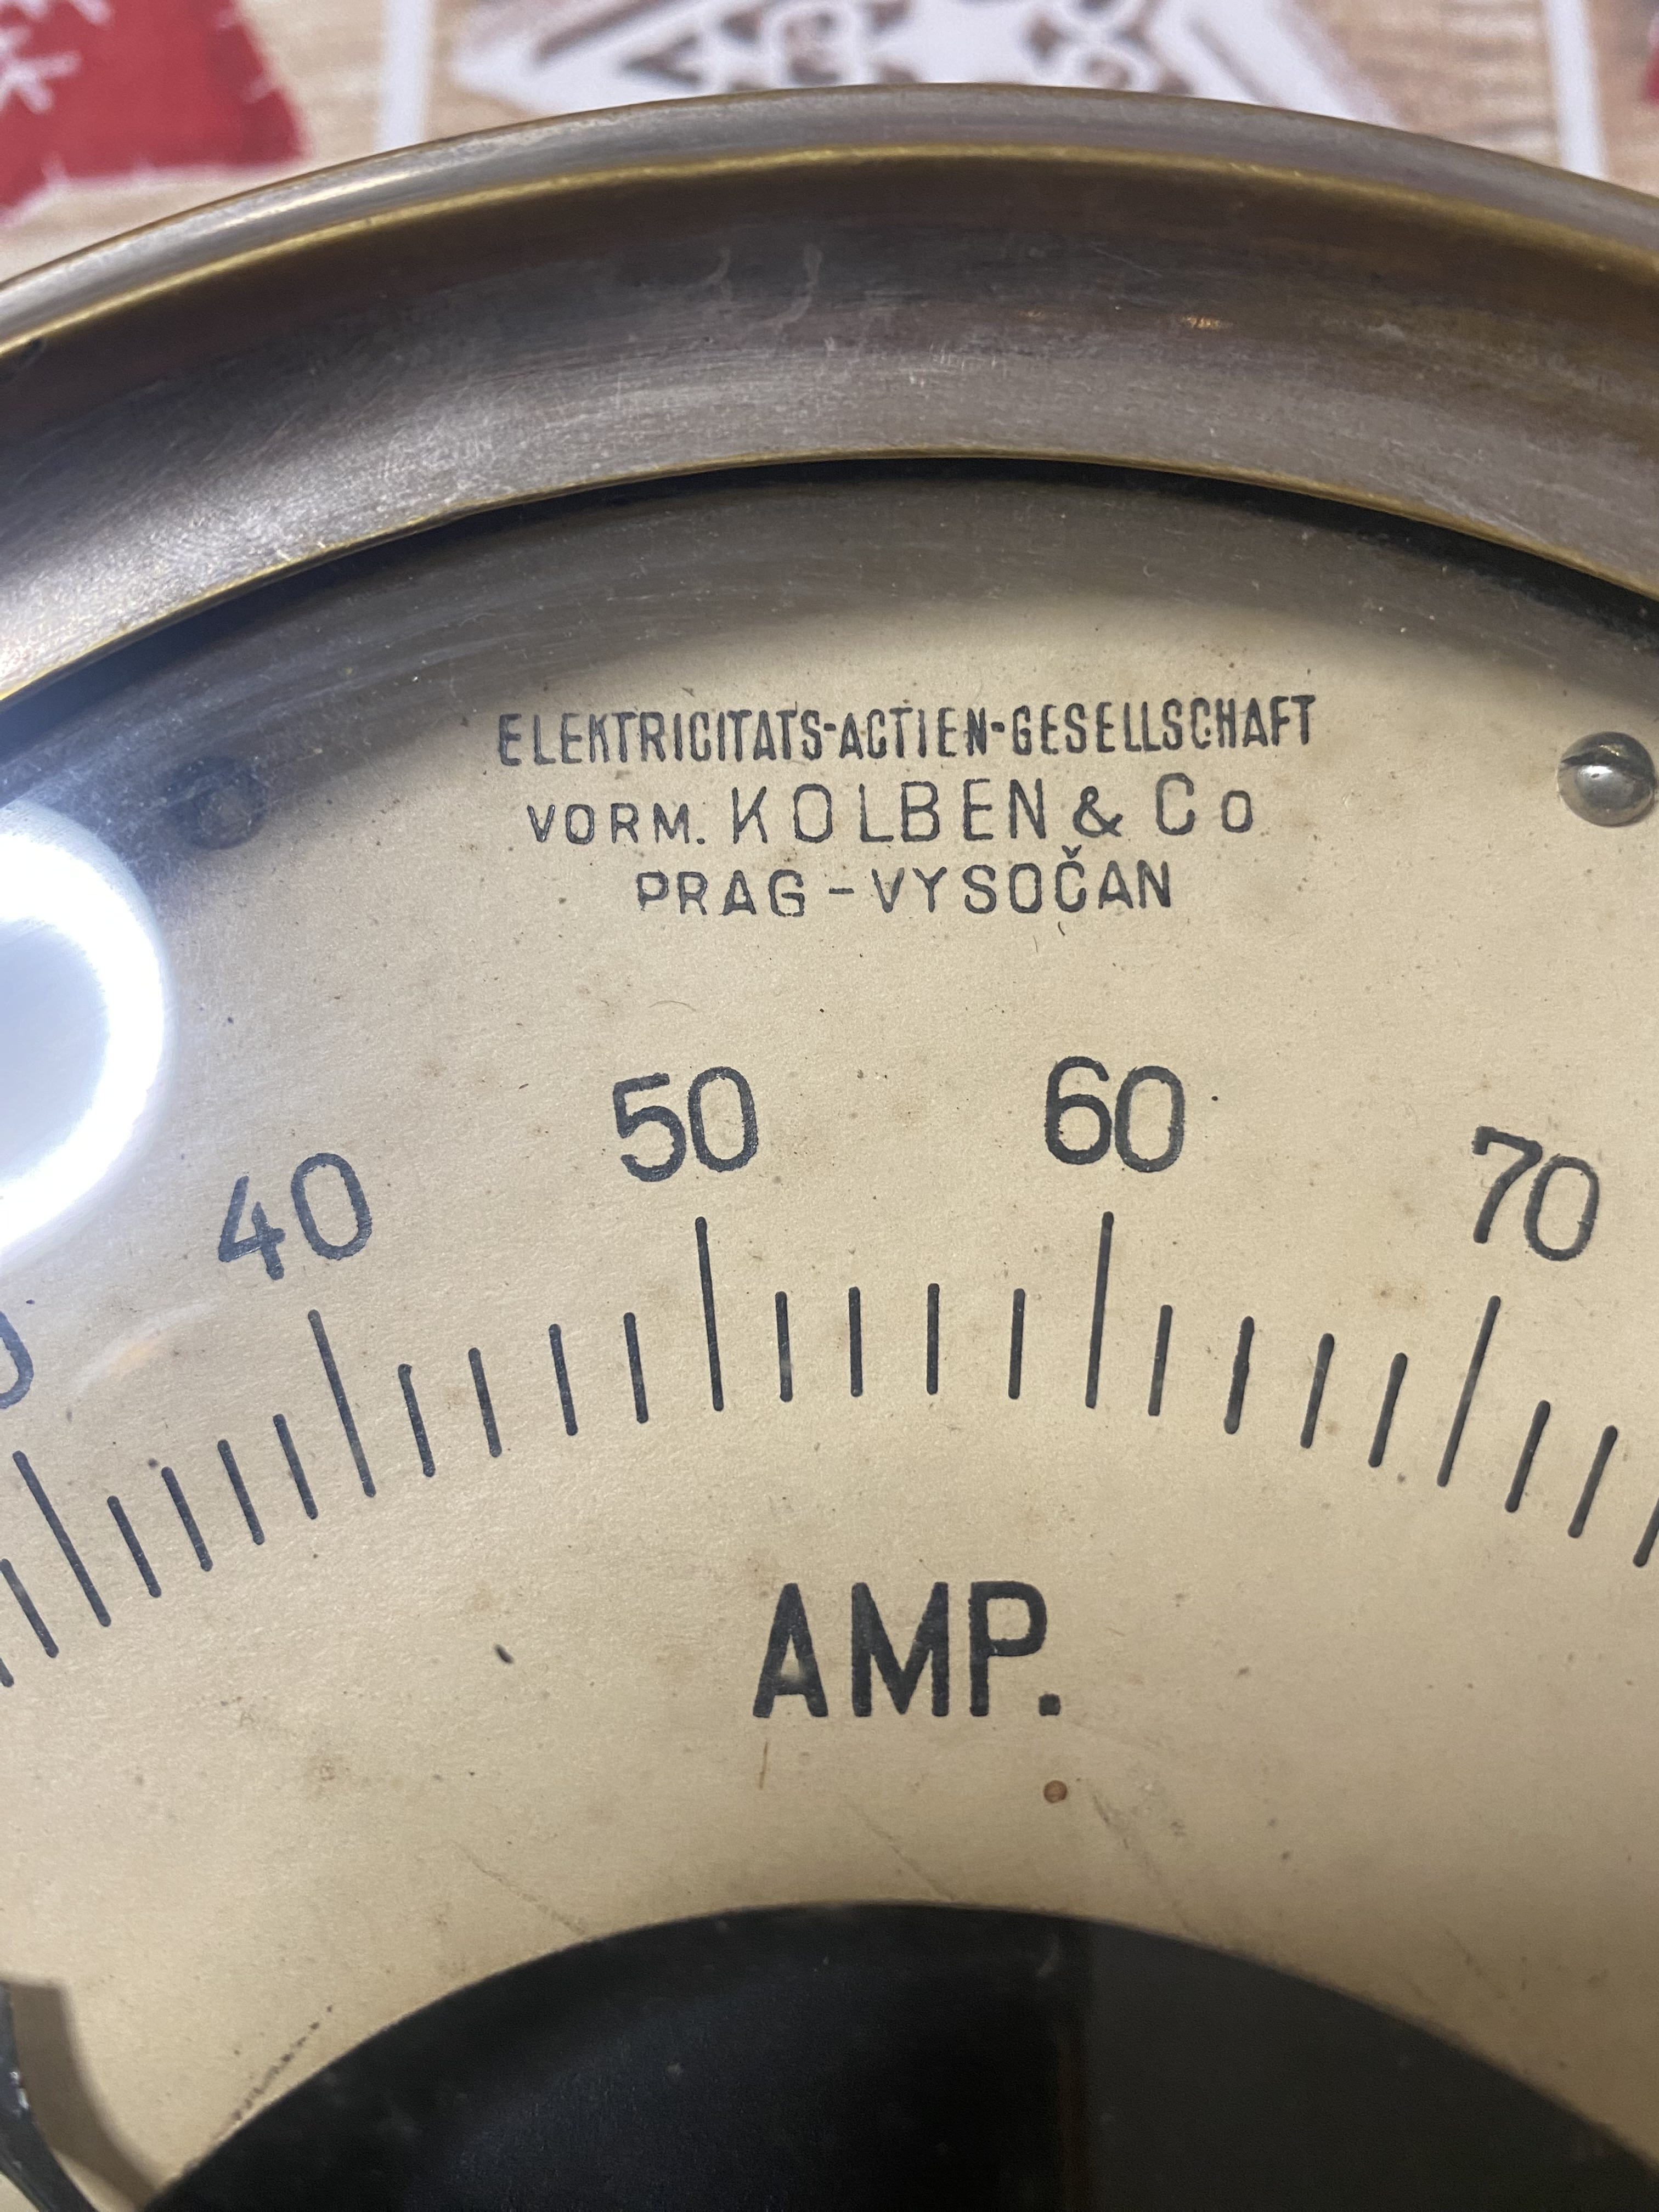 ELEKTRICITATS-ACTIEN-GESELLSCHAFT
VORM. KOLBEN & Co
PRAG-VYSOČAN
40 50 60 70
AMP.